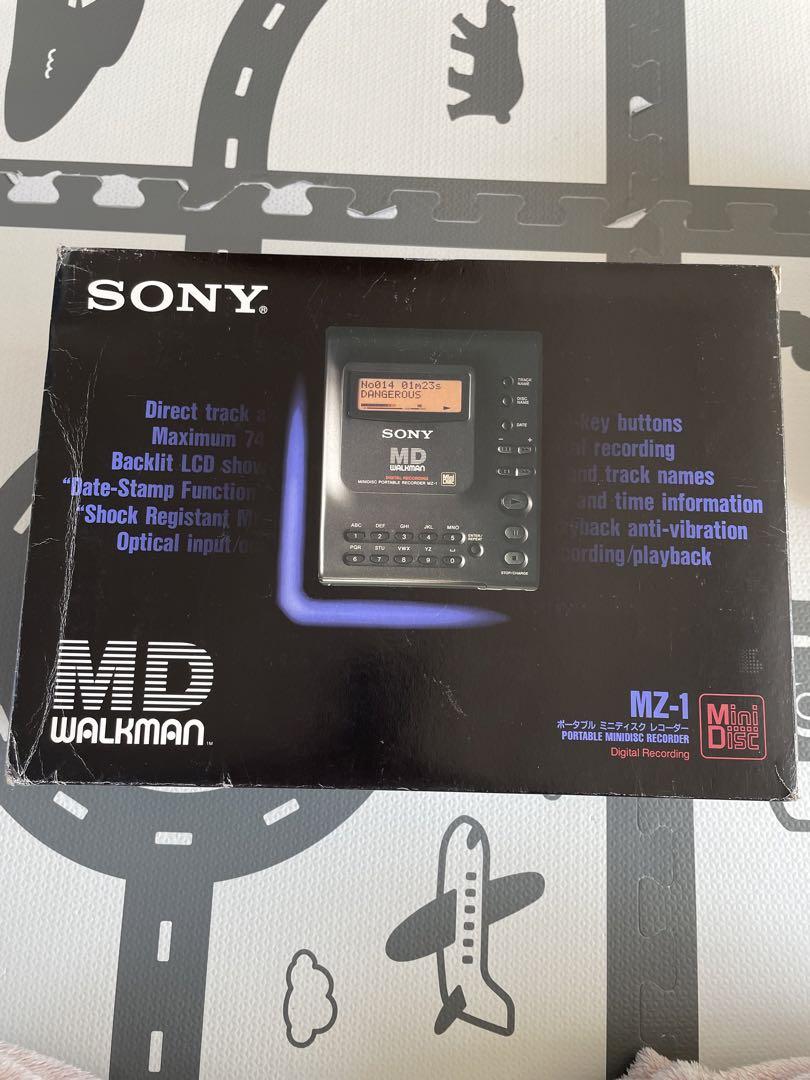 SONY®
No014 01m23s
DANGEROUS
TRACK NAME
DISC NAME
DATE
SONY
MD
WALKMAN
Mini Disc
DIGITAL RECORDING
MINIDISC PORTABLE RECORDER MZ-1
- +
ABC DEF GHI JKL MNO
1 2 3 4 5
ENTER/REPEAT
PQR STU VWX YZ
6 7 8 9 0
STOP/CHARGE
Direct track -key buttons
Maximum 74 recording
Backlit LCD and track names
"Date-Stamp Function and time information
"Shock Registant anti-vibration
Optical input/ cording/playback
MD
WALKMAN™
MZ-1
ポータブル ミニディスク レコーダー
PORTABLE MINIDISC RECORDER
Digital Recording
Mini Disc